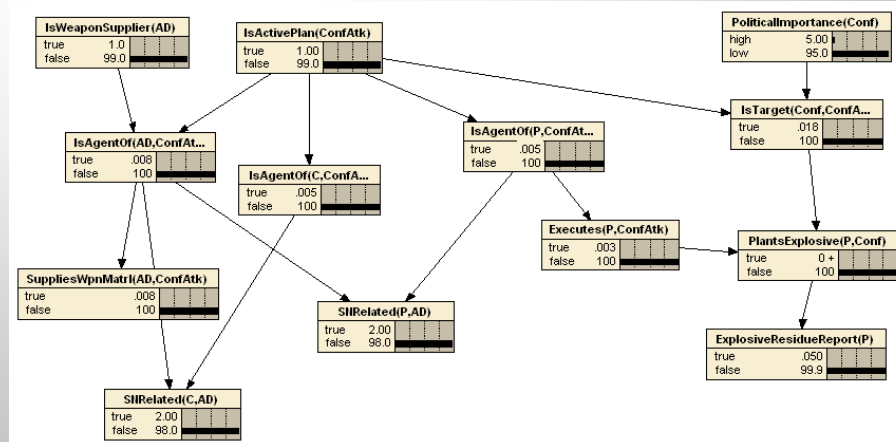 IsWeaponSupplier(AD)
true 1.0
false 99.0
IsActivePlan(ConfAtk)
true 1.00
false 99.0
PoliticalImportance(Conf)
high 5.00
low 95.0
IsAgentOf(AD,ConfAt...
true .008
false 100
IsAgentOf(C,ConfA...
true .005
false 100
IsAgentOf(P,ConfAt...
true .005
false 100
IsTarget(Conf,ConfA...
true .018
false 100
Executes(P,ConfAtk)
true .003
false 100
PlantsExplosive(P,Conf)
true 0 +
false 100
SuppliesWpnMatrl(AD,ConfAtk)
true .008
false 100
SNRelated(P,AD)
true 2.00
false 98.0
ExplosiveResidueReport(P)
true .050
false 99.9
SNRelated(C,AD)
true 2.00
false 98.0